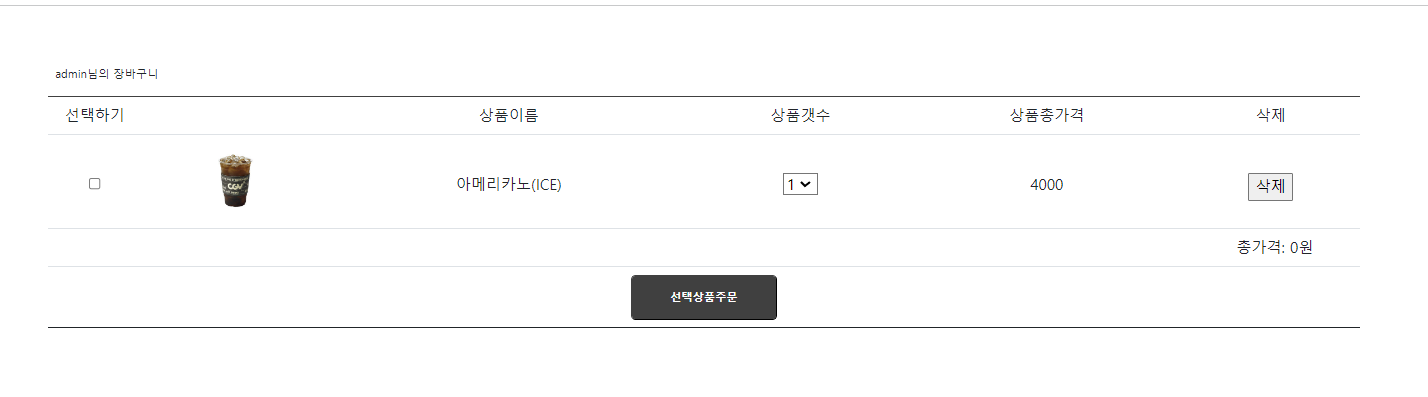 admin님의 장바구니
선택하기 상품이름 상품갯수 상품총가격 삭제
CGV
아메리카노(ICE) 1 4000 삭제
총가격: 0원
선택상품주문